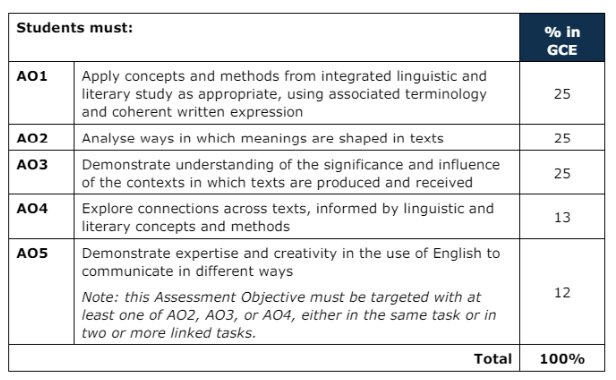 Students must:
% in
GCE
AO1
Apply concepts and methods from integrated linguistic and
literary study as appropriate, using associated terminology
and coherent written expression
25
AO2
Analyse ways in which meanings are shaped in texts
25
AO3
Demonstrate understanding of the significance and influence
of the contexts in which texts are produced and received
25
AO4
Explore connections across texts, informed by linguistic and
literary concepts and methods
13
AO5
Demonstrate expertise and creativity in the use of English to
communicate in different ways
Note: this Assessment Objective must be targeted with at
least one of AO2, AO3, or AO4, either in the same task or in
two or more linked tasks.
12
Total
100%